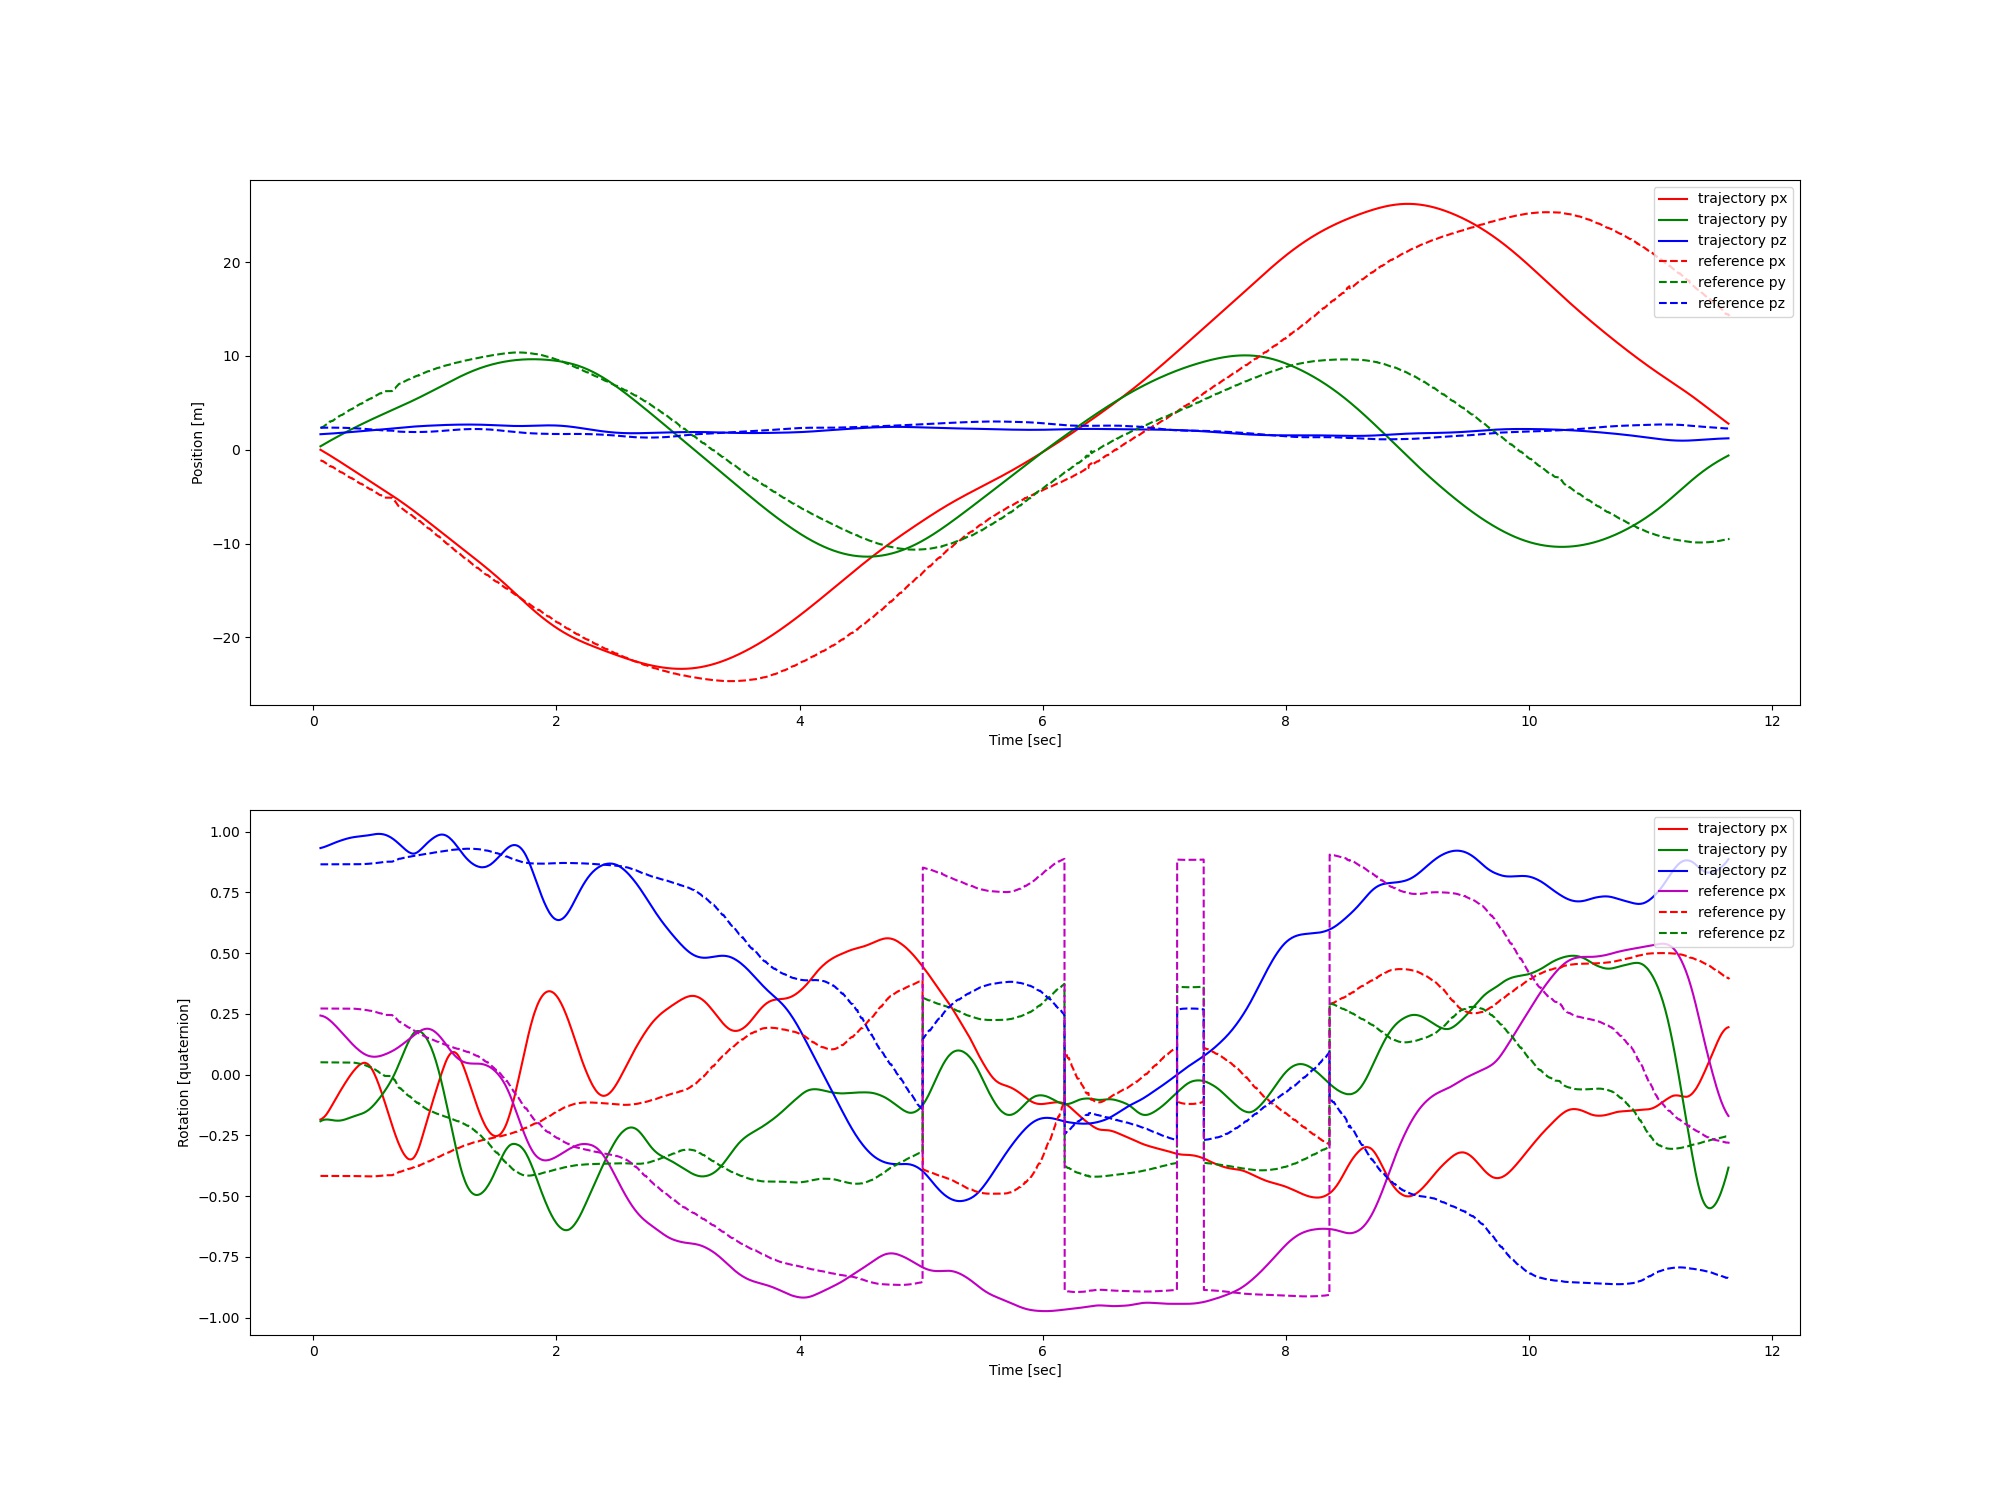 trajectory px
trajectory py
trajectory pz
reference px
reference py
reference pz
Position [m]
20
10
0
−10
−20
0 2 4 6 8 10 12
Time [sec]
trajectory px
trajectory py
trajectory pz
reference px
reference py
reference pz
Rotation [quaternion]
1.00
0.75
0.50
0.25
0.00
−0.25
−0.50
−0.75
−1.00
0 2 4 6 8 10 12
Time [sec]